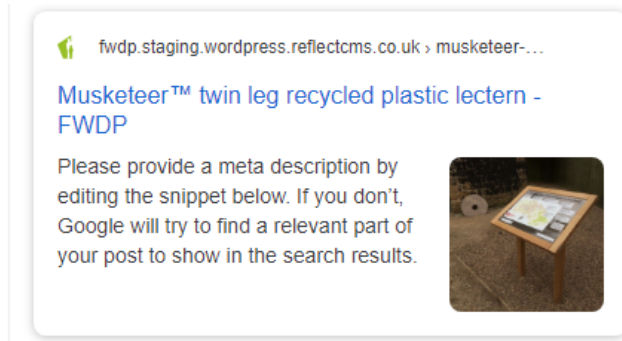 fwdp.staging.wordpress.reflectcms.co.uk › musketeer-...
Musketeer™ twin leg recycled plastic lectern -
FWDP
Please provide a meta description by
editing the snippet below. If you don’t,
Google will try to find a relevant part of
your post to show in the search results.